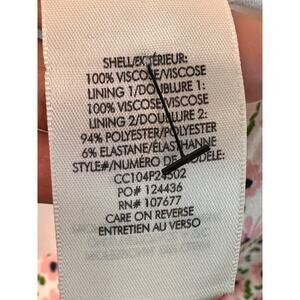 SHELL/EXTÉRIEUR:
100% VISCOSE/VISCOSE
LINING 1/DOUBLURE 1:
100% VISCOSE/VISCOSE
LINING 2/DOUBLURE 2:
94% POLYESTER/POLYESTER
6% ELASTANE/ÉLASTHANNE
STYLE#/NUMÉRO DE MODÈLE:
PO# 124436
RN# 107677
CARE ON REVERSE
ENTRETIEN AU VERSO